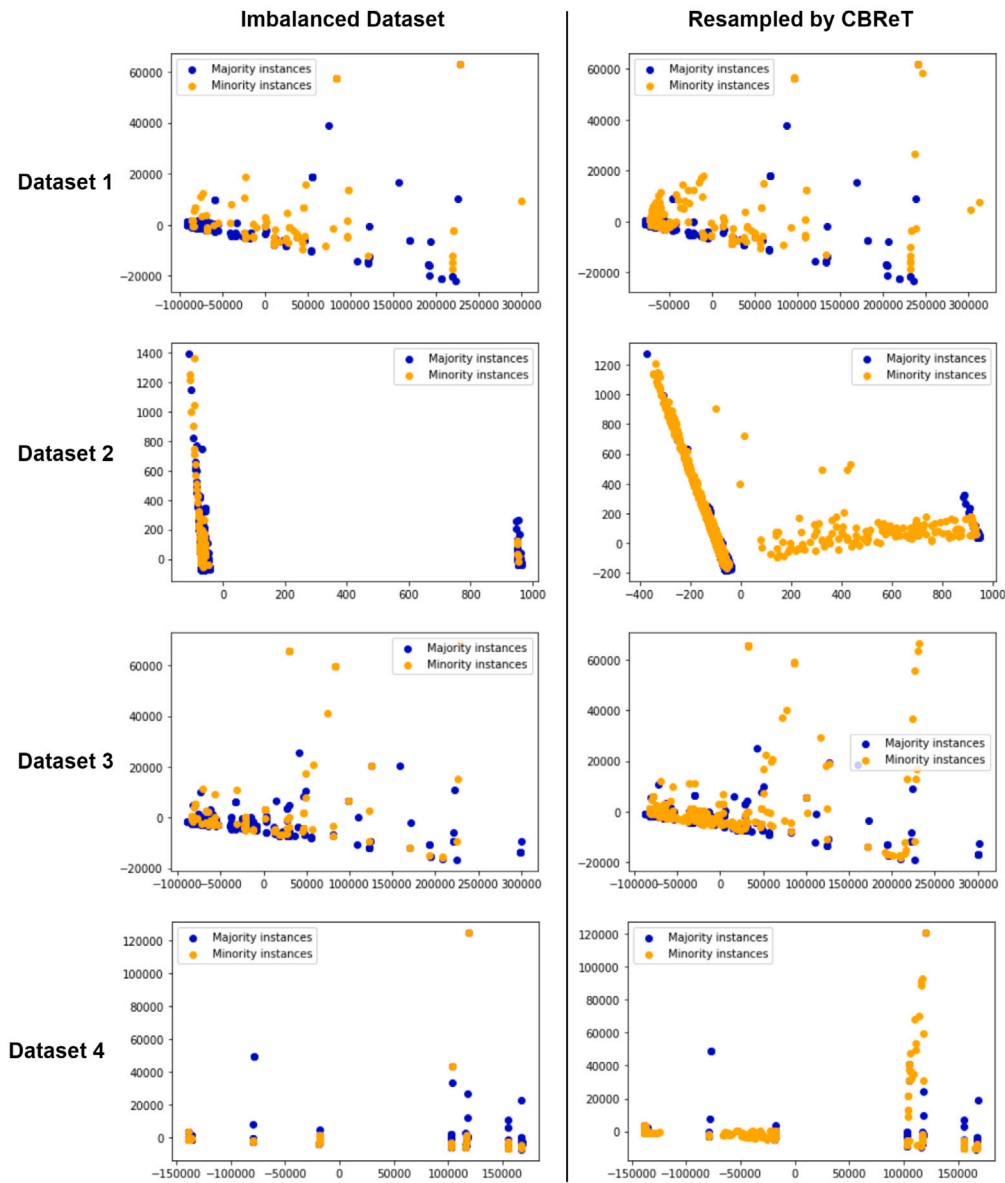 Imbalanced Dataset
Resampled by CBReT
Dataset 1
60000
40000
20000
0
−20000
Majority instances
Minority instances
−100000 −50000 0 50000 100000 150000 200000 250000 300000
60000
40000
20000
0
−20000
Majority instances
Minority instances
−50000 0 50000 100000 150000 200000 250000 300000
Dataset 2
1400
1200
1000
800
600
400
200
0
Majority instances
Minority instances
0 200 400 600 800 1000
1200
1000
800
600
400
200
0
−200
Majority instances
Minority instances
−400 −200 0 200 400 600 800 1000
Dataset 3
60000
40000
20000
0
−20000
Majority instances
Minority instances
−100000 −50000 0 50000 100000 150000 200000 250000 300000
60000
40000
20000
0
−20000
Majority instances
Minority instances
−100000 −50000 0 50000 100000 150000 200000 250000 300000
Dataset 4
120000
100000
80000
60000
40000
20000
0
Majority instances
Minority instances
−150000 −100000 −50000 0 50000 100000 150000
120000
100000
80000
60000
40000
20000
0
Majority instances
Minority instances
−150000 −100000 −50000 0 50000 100000 150000